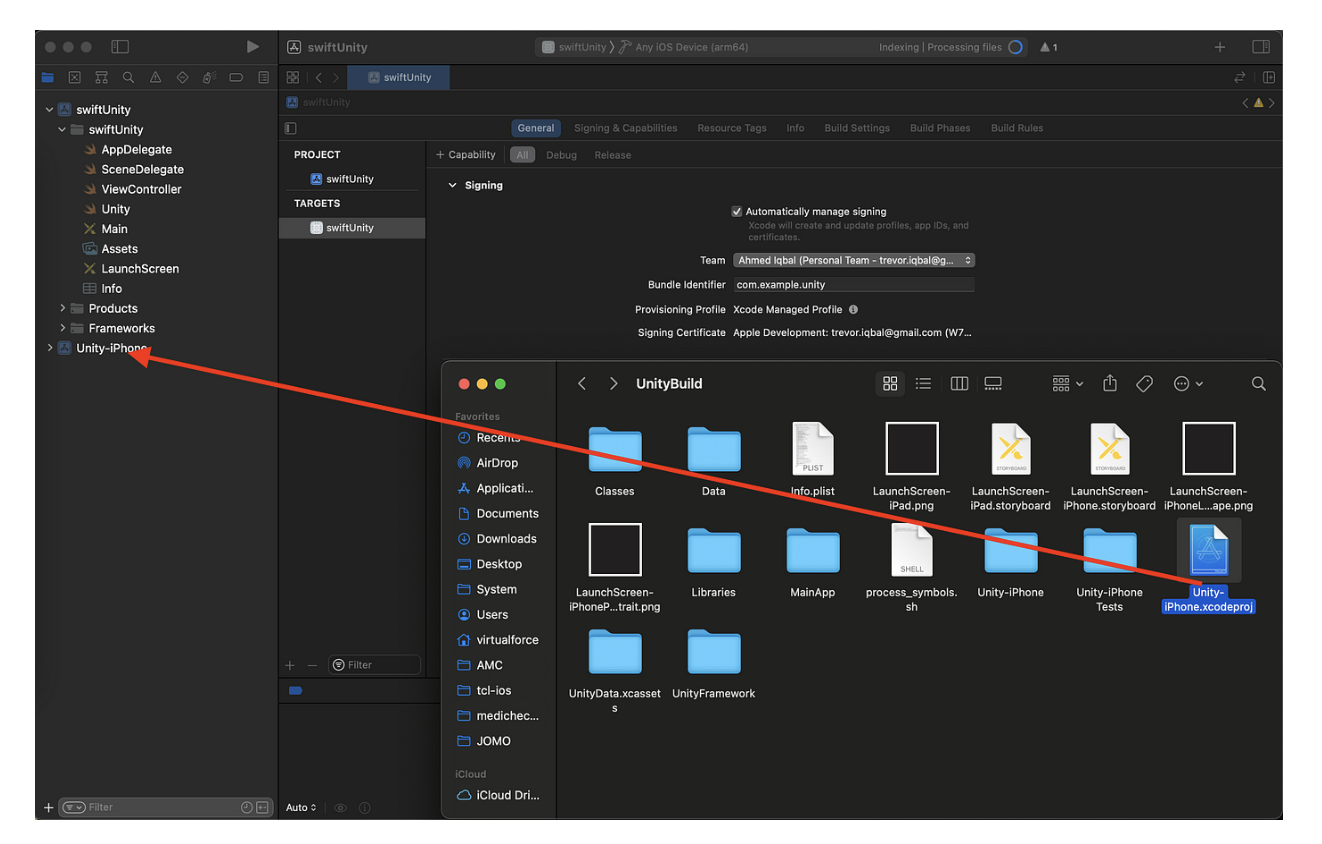 swiftUnity
swiftUnity 〉 Any iOS Device (arm64)
Indexing | Processing files
1
swiftUnity
swiftUnity
swiftUnity
swiftUnity
AppDelegate
SceneDelegate
ViewController
Unity
Main
Assets
LaunchScreen
Info
Products
Frameworks
Unity-iPhone
Filter
General
Signing & Capabilities
Resource Tags
Info
Build Settings
Build Phases
Build Rules
PROJECT
swiftUnity
TARGETS
swiftUnity
Filter
+ Capability
All
Debug
Release
Signing
Automatically manage signing
Xcode will create and update profiles, app IDs, and
certificates.
Team
Ahmed Iqbal (Personal Team - trevor.iqbal@g...
Bundle Identifier
com.example.unity
Provisioning Profile
Xcode Managed Profile
Signing Certificate
Apple Development: trevor.iqbal@gmail.com (W7...
Auto
UnityBuild
Favorites
Recents
AirDrop
Applicati...
Documents
Downloads
Desktop
System
Users
virtualforce
AMC
tcl-ios
medichec...
JOMO
iCloud
iCloud Dri...
Classes
Data
PLIST
Info.plist
LaunchScreen-
iPad.png
STORYBOARD
LaunchScreen-
iPad.storyboard
STORYBOARD
LaunchScreen-
iPhone.storyboard
LaunchScreen-
iPhoneL...ape.png
LaunchScreen-
iPhoneP...trait.png
Libraries
MainApp
SHELL
process_symbols.
sh
Unity-iPhone
Unity-iPhone
Tests
Unity-
iPhone.xcodeproj
UnityData.xcasset
s
UnityFramework